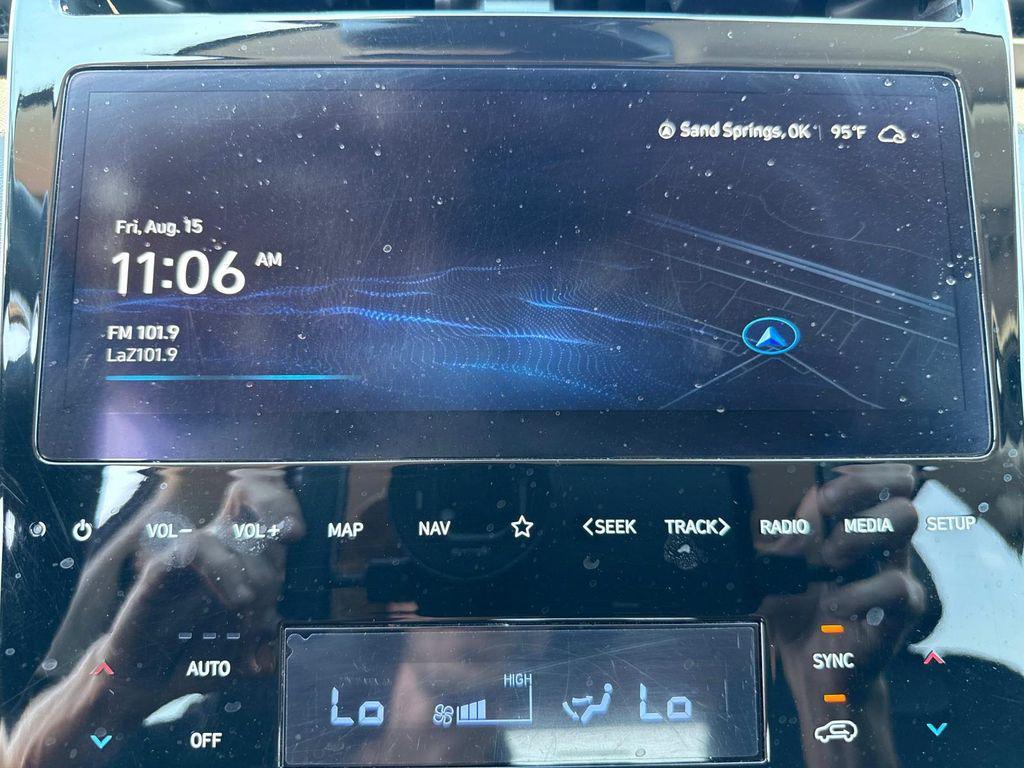 Sand Springs, OK 95°F
Fri, Aug. 15
11:06 AM
FM 101.9
LaZ101.9
VOL− VOL+ MAP NAV <SEEK TRACK> RADIO MEDIA SETUP
AUTO SYNC
HIGH
Lo Lo
OFF